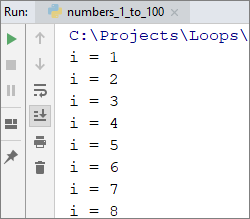 Run: numbers_1_to_100 ×
C:\Projects\Loops\
i = 1
i = 2
i = 3
i = 4
i = 5
i = 6
i = 7
i = 8